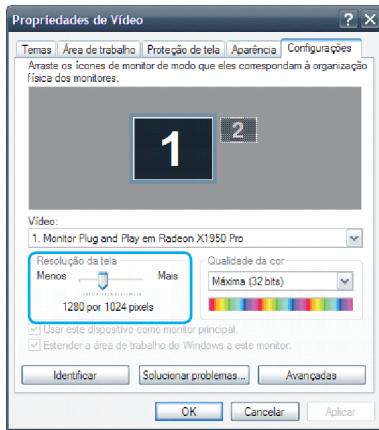 Propriedades de Vídeo
Temas Área de trabalho Proteção de tela Aparência Configurações
Arraste os ícones de monitor de modo que eles correspondam à organização
física dos monitores.
1 2
Vídeo:
1. Monitor Plug and Play em Radeon X1950 Pro
Resolução da tela
Menos Mais
1280 por 1024 pixels
Qualidade da cor
Máxima (32 bits)
Usar este dispositivo como monitor principal.
Estender a área de trabalho do Windows a este monitor.
Identificar Solucionar problemas... Avançadas
OK Cancelar Aplicar